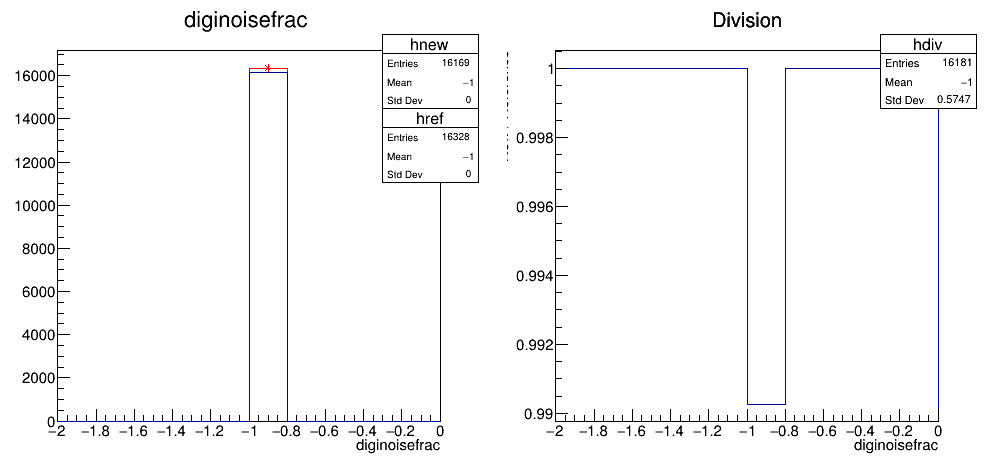 diginoisefrac
hnew
Entries 16169
Mean −1
Std Dev 0
href
Entries 16328
Mean −1
Std Dev 0
16000
14000
12000
10000
8000
6000
4000
2000
0
−2 −1.8 −1.6 −1.4 −1.2 −1 −0.8 −0.6 −0.4 −0.2 0
diginoisefrac
Division
hdiv
Entries 16181
Mean −1
Std Dev 0.5747
1
0.998
0.996
0.994
0.992
0.99
−2 −1.8 −1.6 −1.4 −1.2 −1 −0.8 −0.6 −0.4 −0.2 0
diginoisefrac